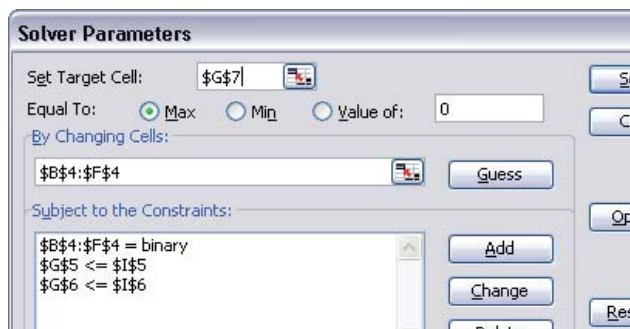 Solver Parameters
Set Target Cell: $G$7
Equal To: Max Min Value of: 0
By Changing Cells:
$B$4:$F$4 Guess
Subject to the Constraints:
$B$4:$F$4 = binary Add
$G$5 <= $I$5
$G$6 <= $I$6 Change